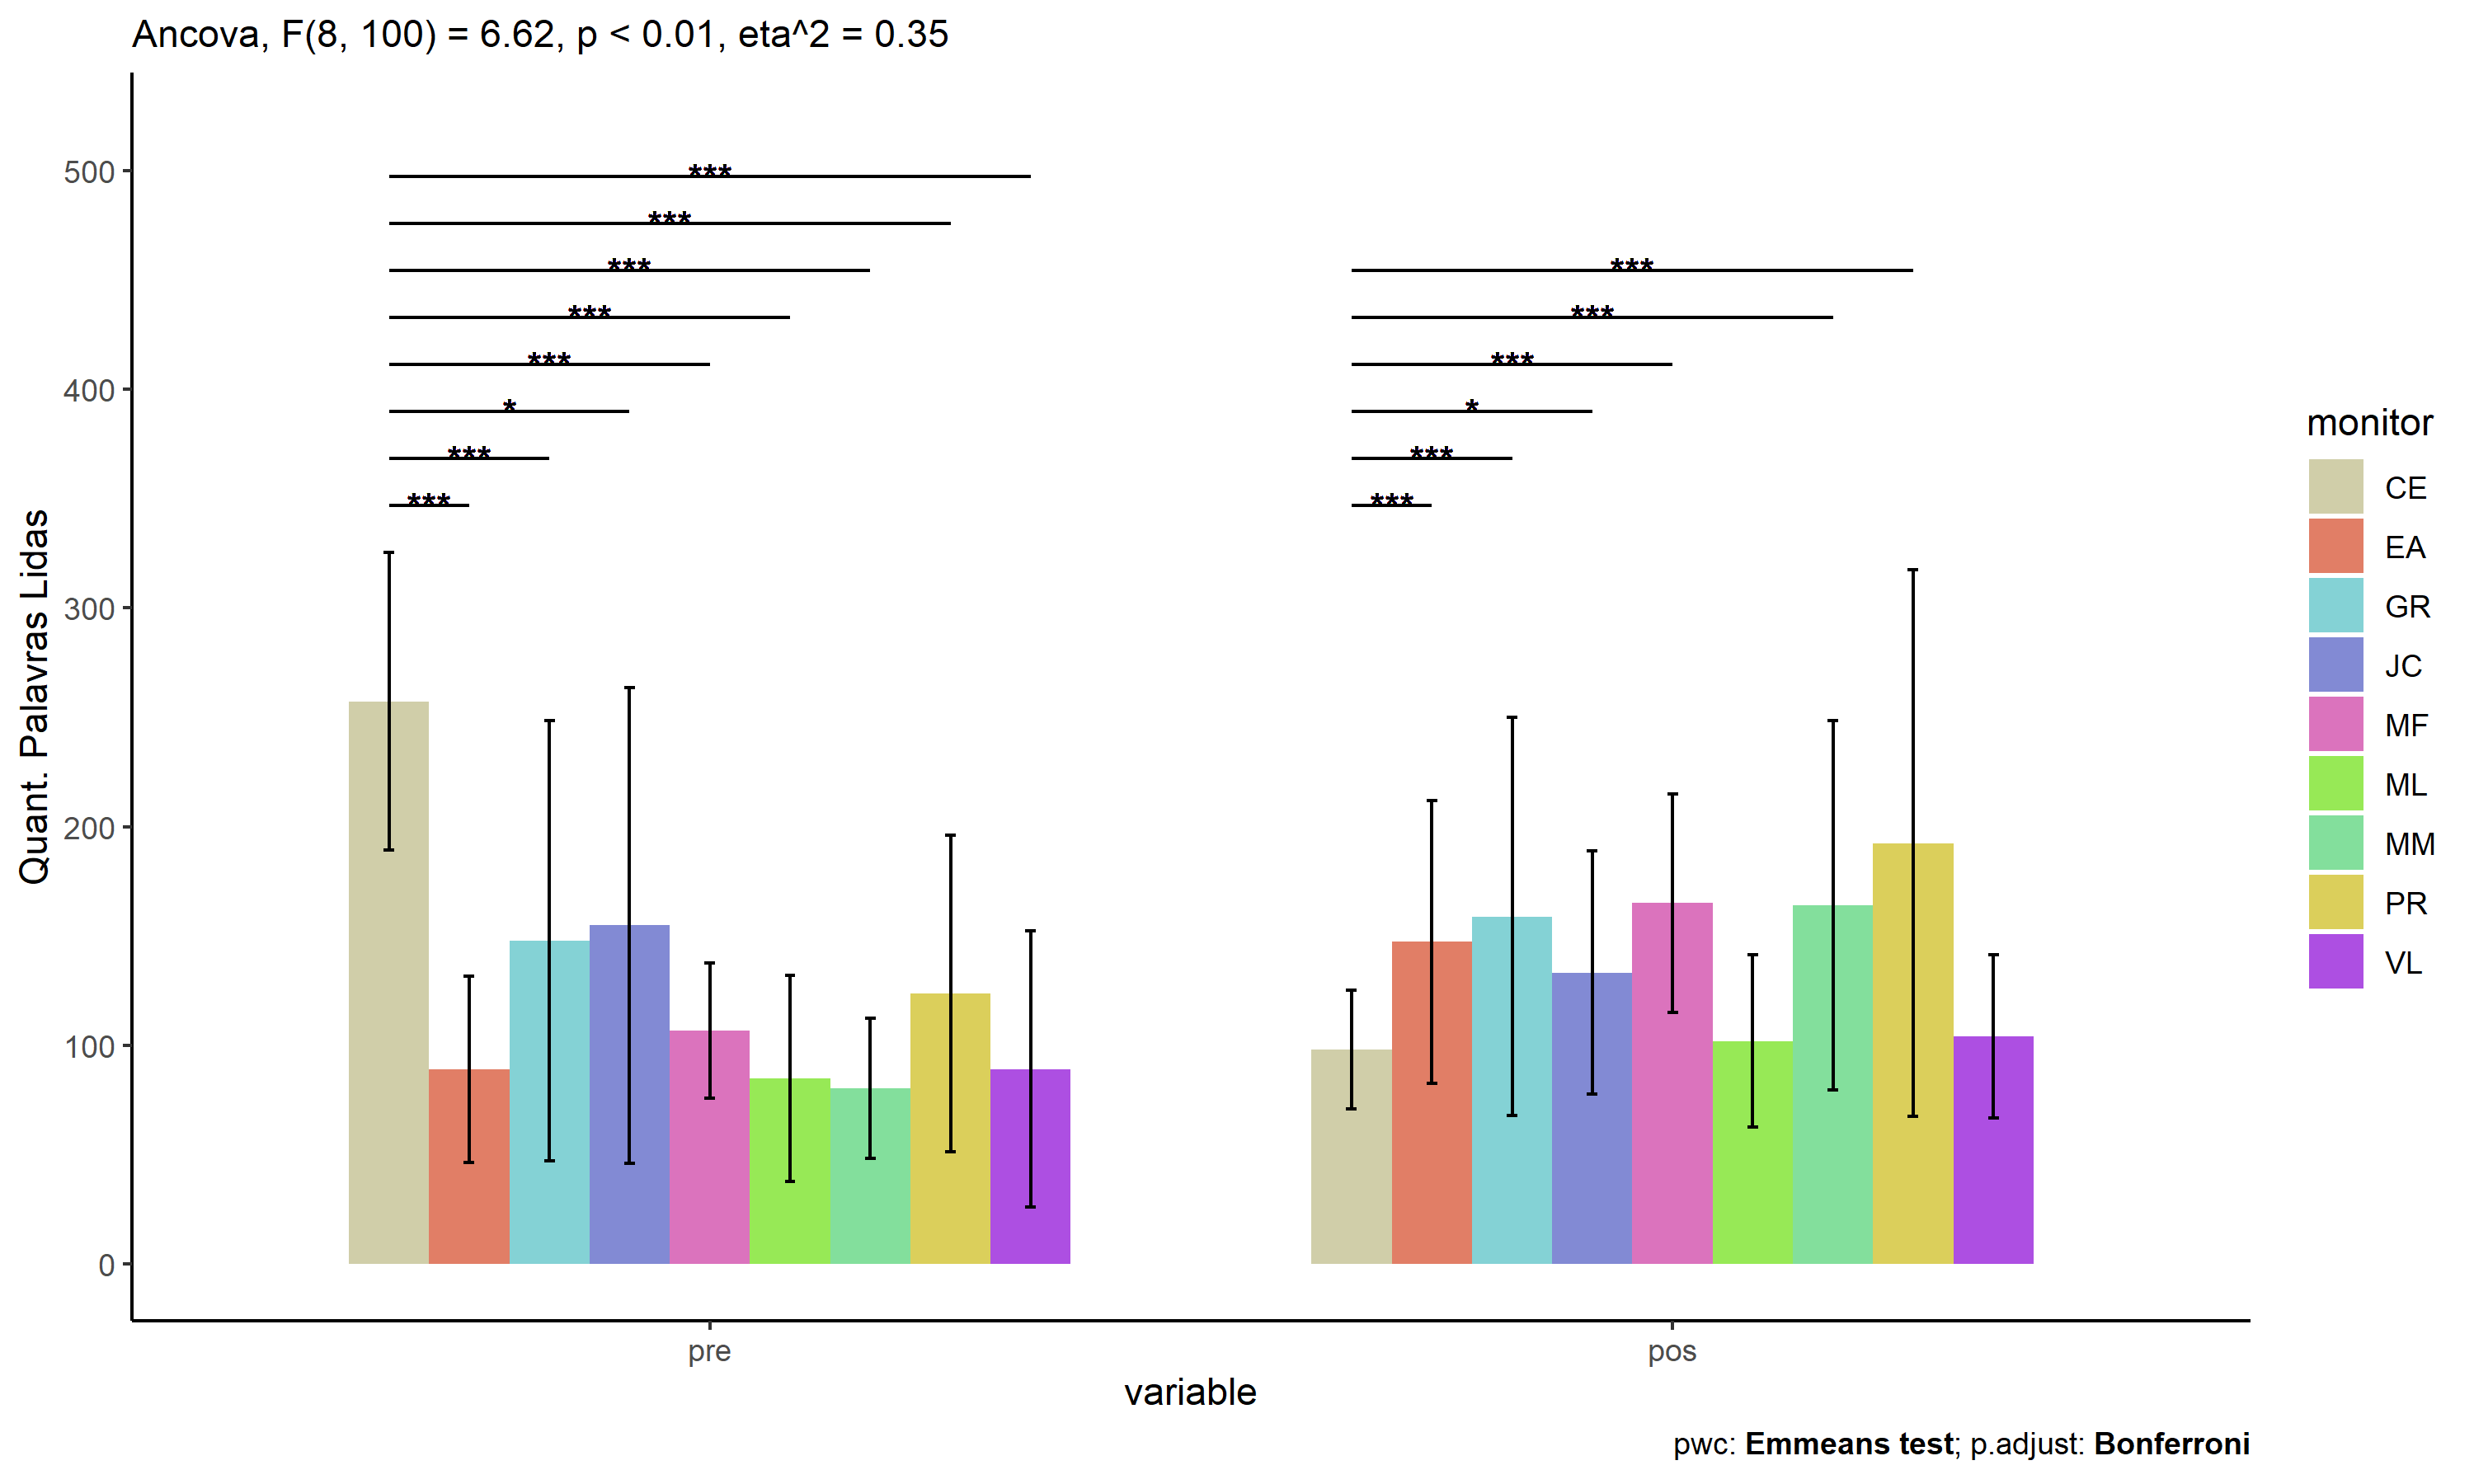 Ancova, F(8, 100) = 6.62, p < 0.01, eta^2 = 0.35
Quant. Palavras Lidas
500
400
300
200
100
0
***
***
***
***
***
*
***
***
***
***
***
*
***
***
pre
pos
variable
monitor
CE
EA
GR
JC
MF
ML
MM
PR
VL
pwc: Emmeans test; p.adjust: Bonferroni